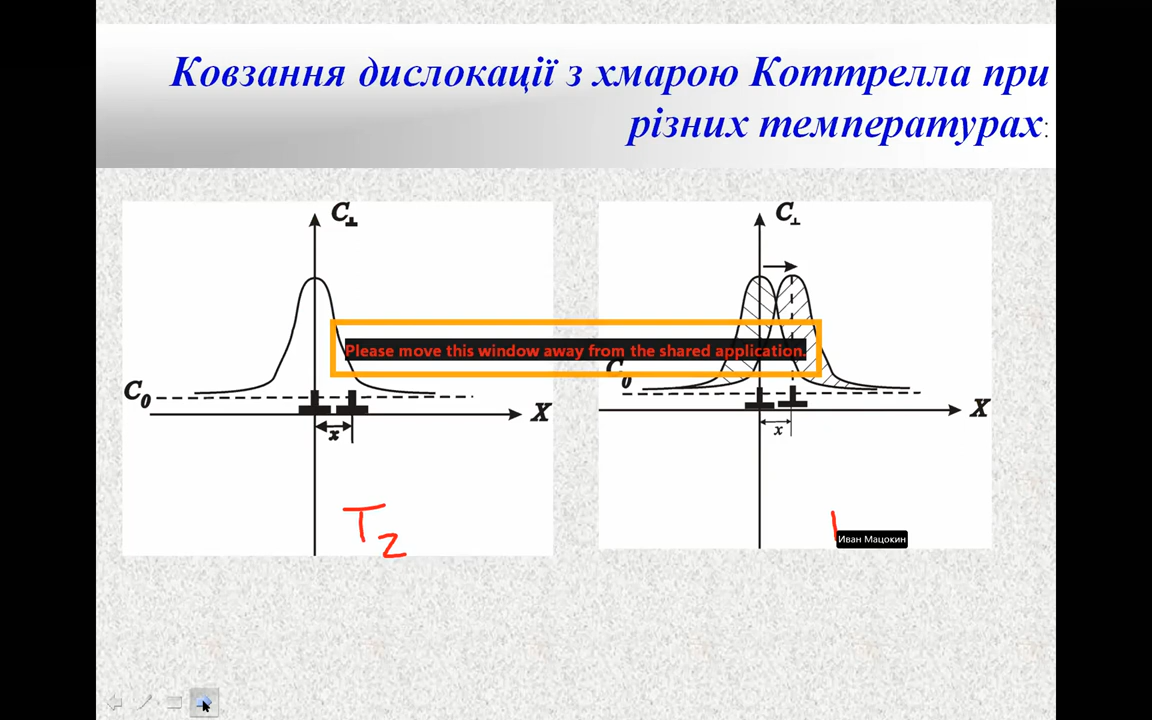 Ковзання дислокації з хмарою Коттрелла при
різних температурах:
C⊥
C⊥
Please move this window away from the shared application.
C₀
C₀
X
X
x
x
T₂
Иван Мацокин